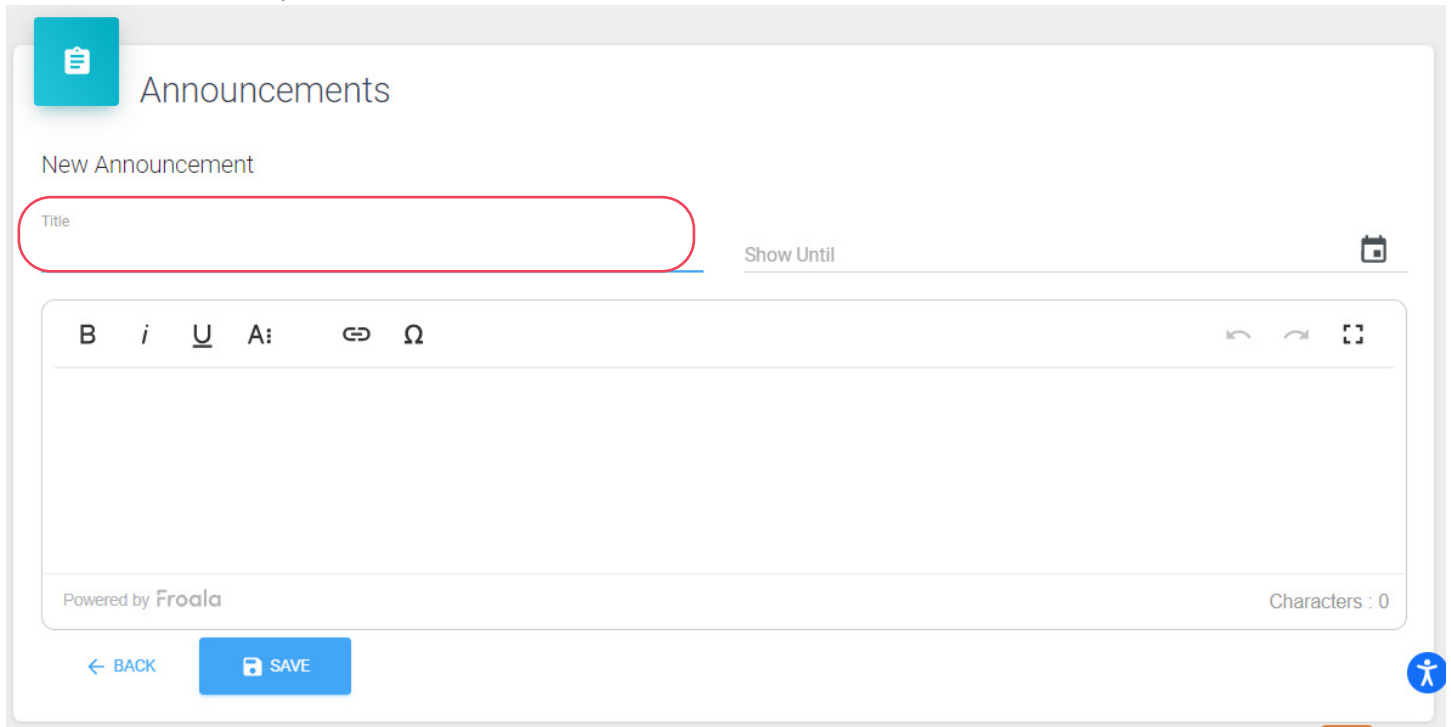 Announcements
New Announcement
Title
Show Until
B i U A: Ω
Powered by Froala
Characters : 0
← BACK SAVE